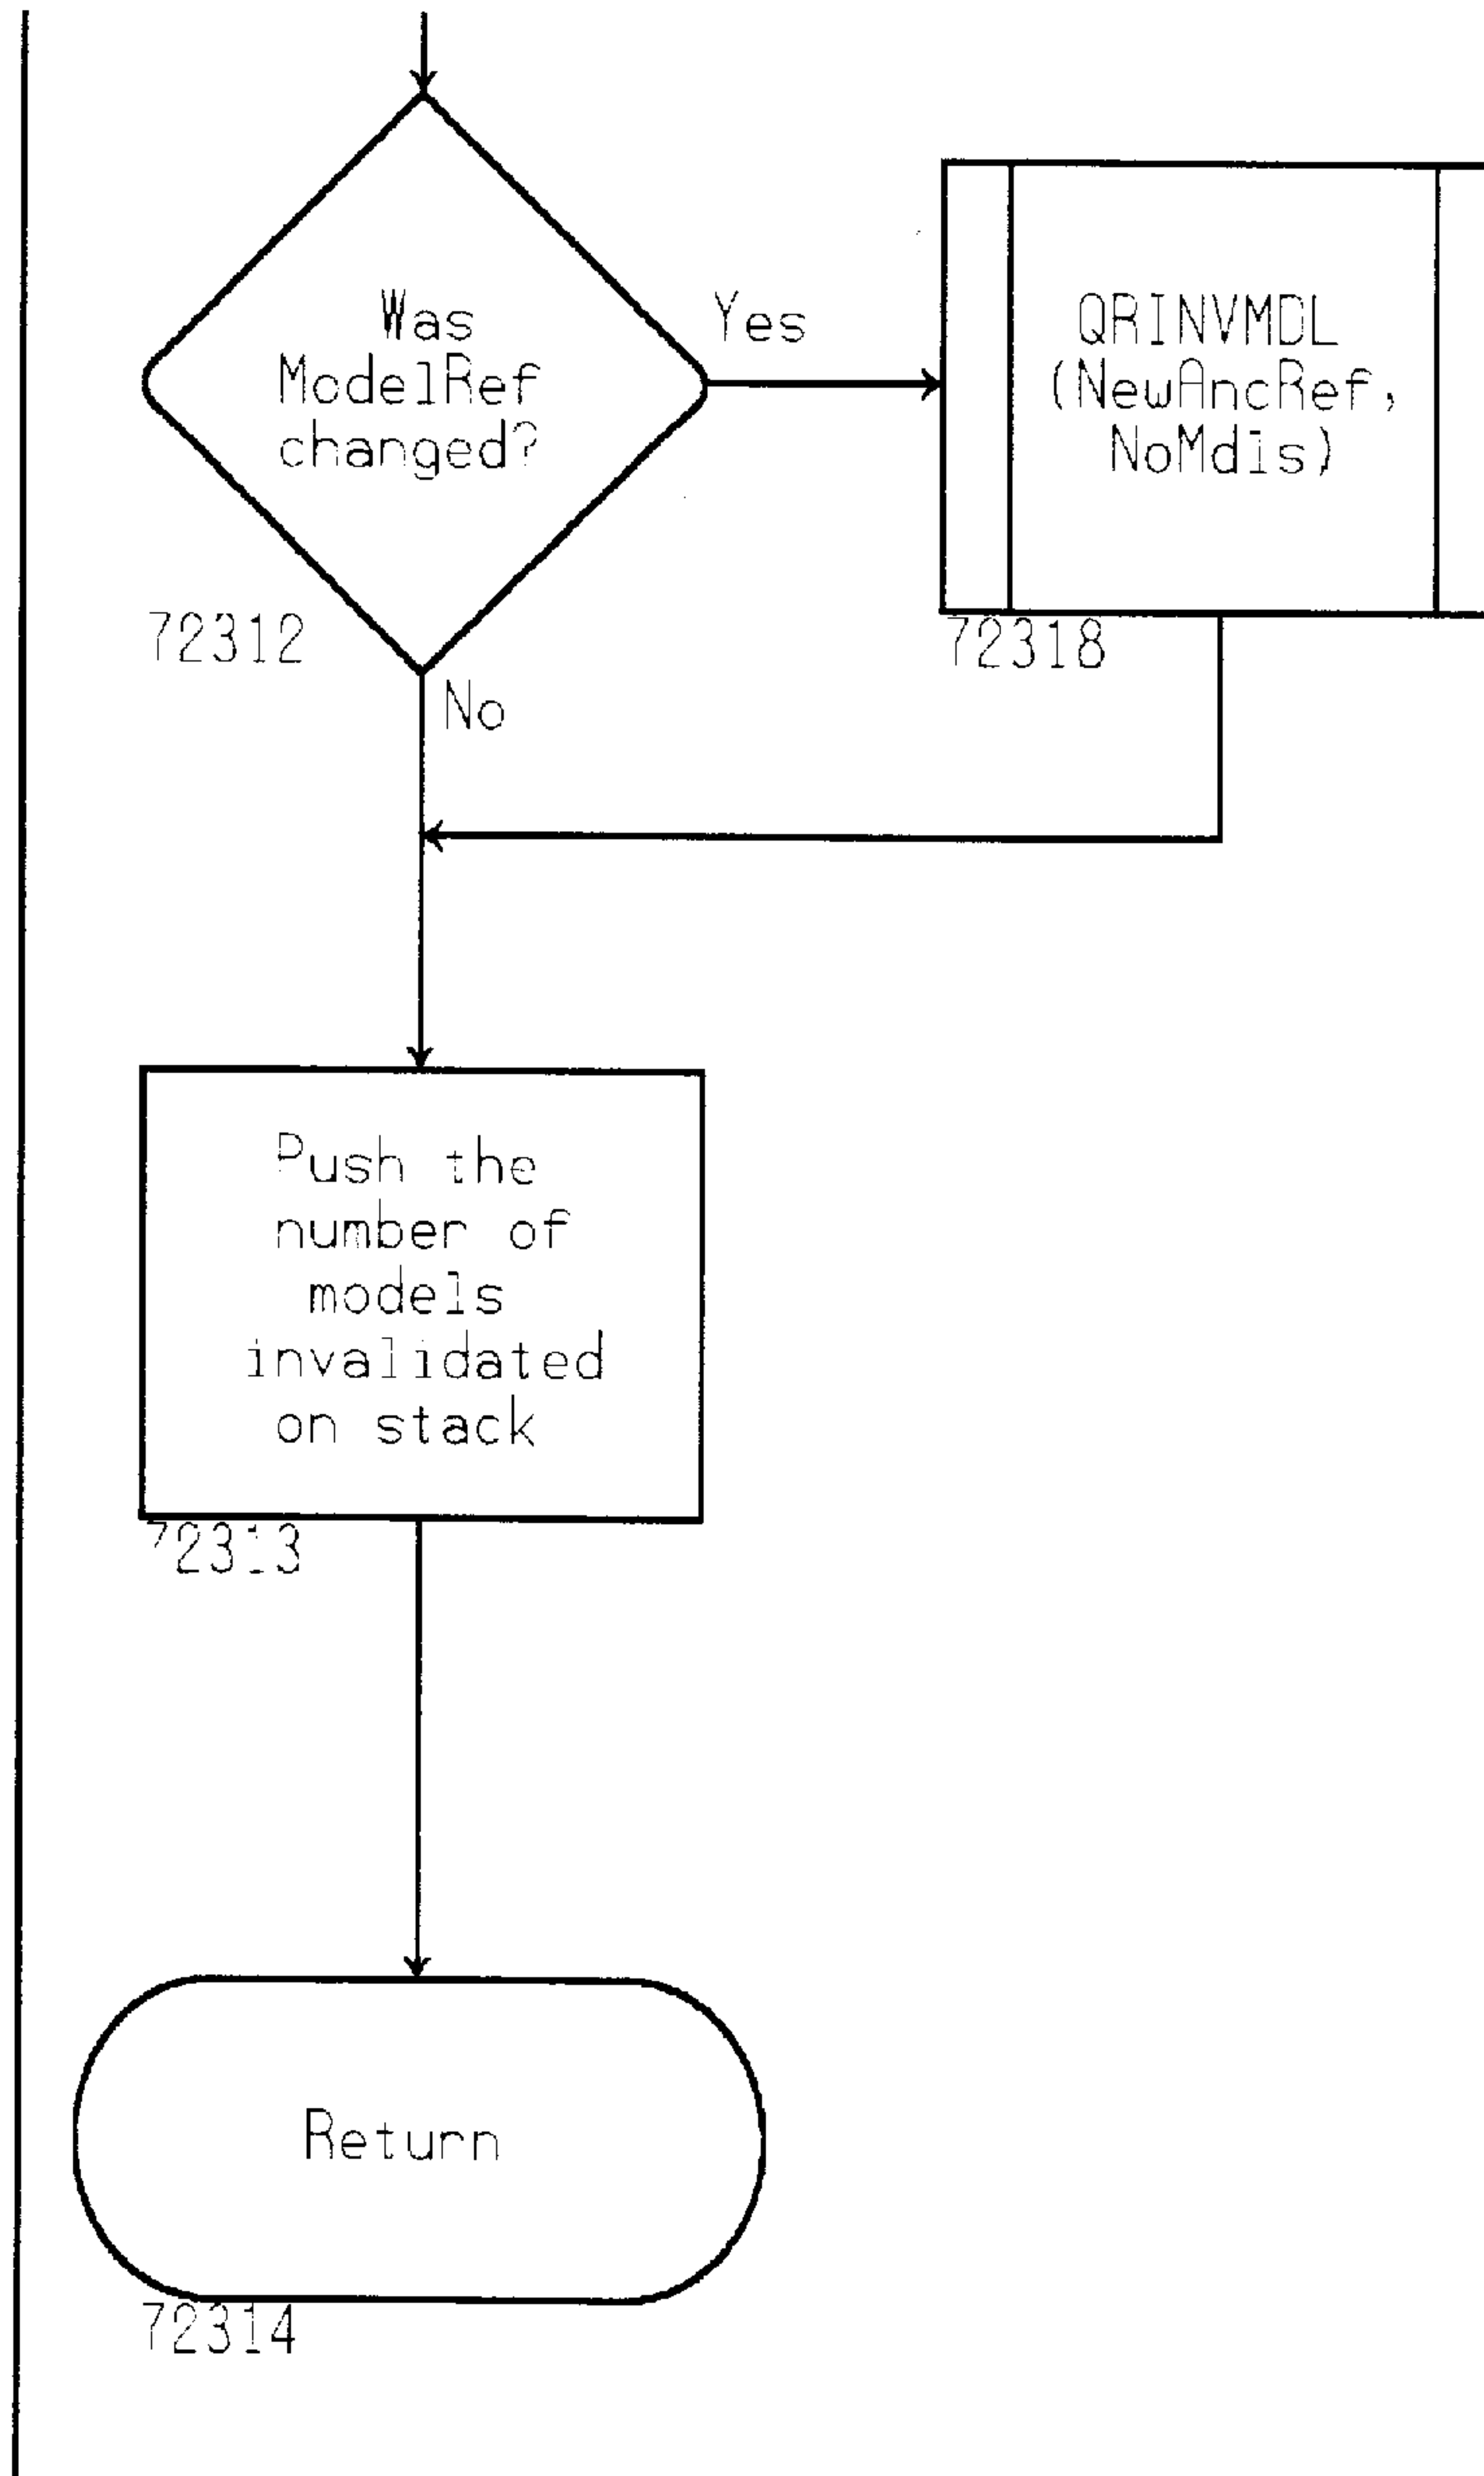 Was
ModelRef
changed?
Yes
QRINVMDL
(NewAncRef,
NoMdls)
72312
72318
No
Push the
number of
models
invalidated
on stack
72313
Return
72314